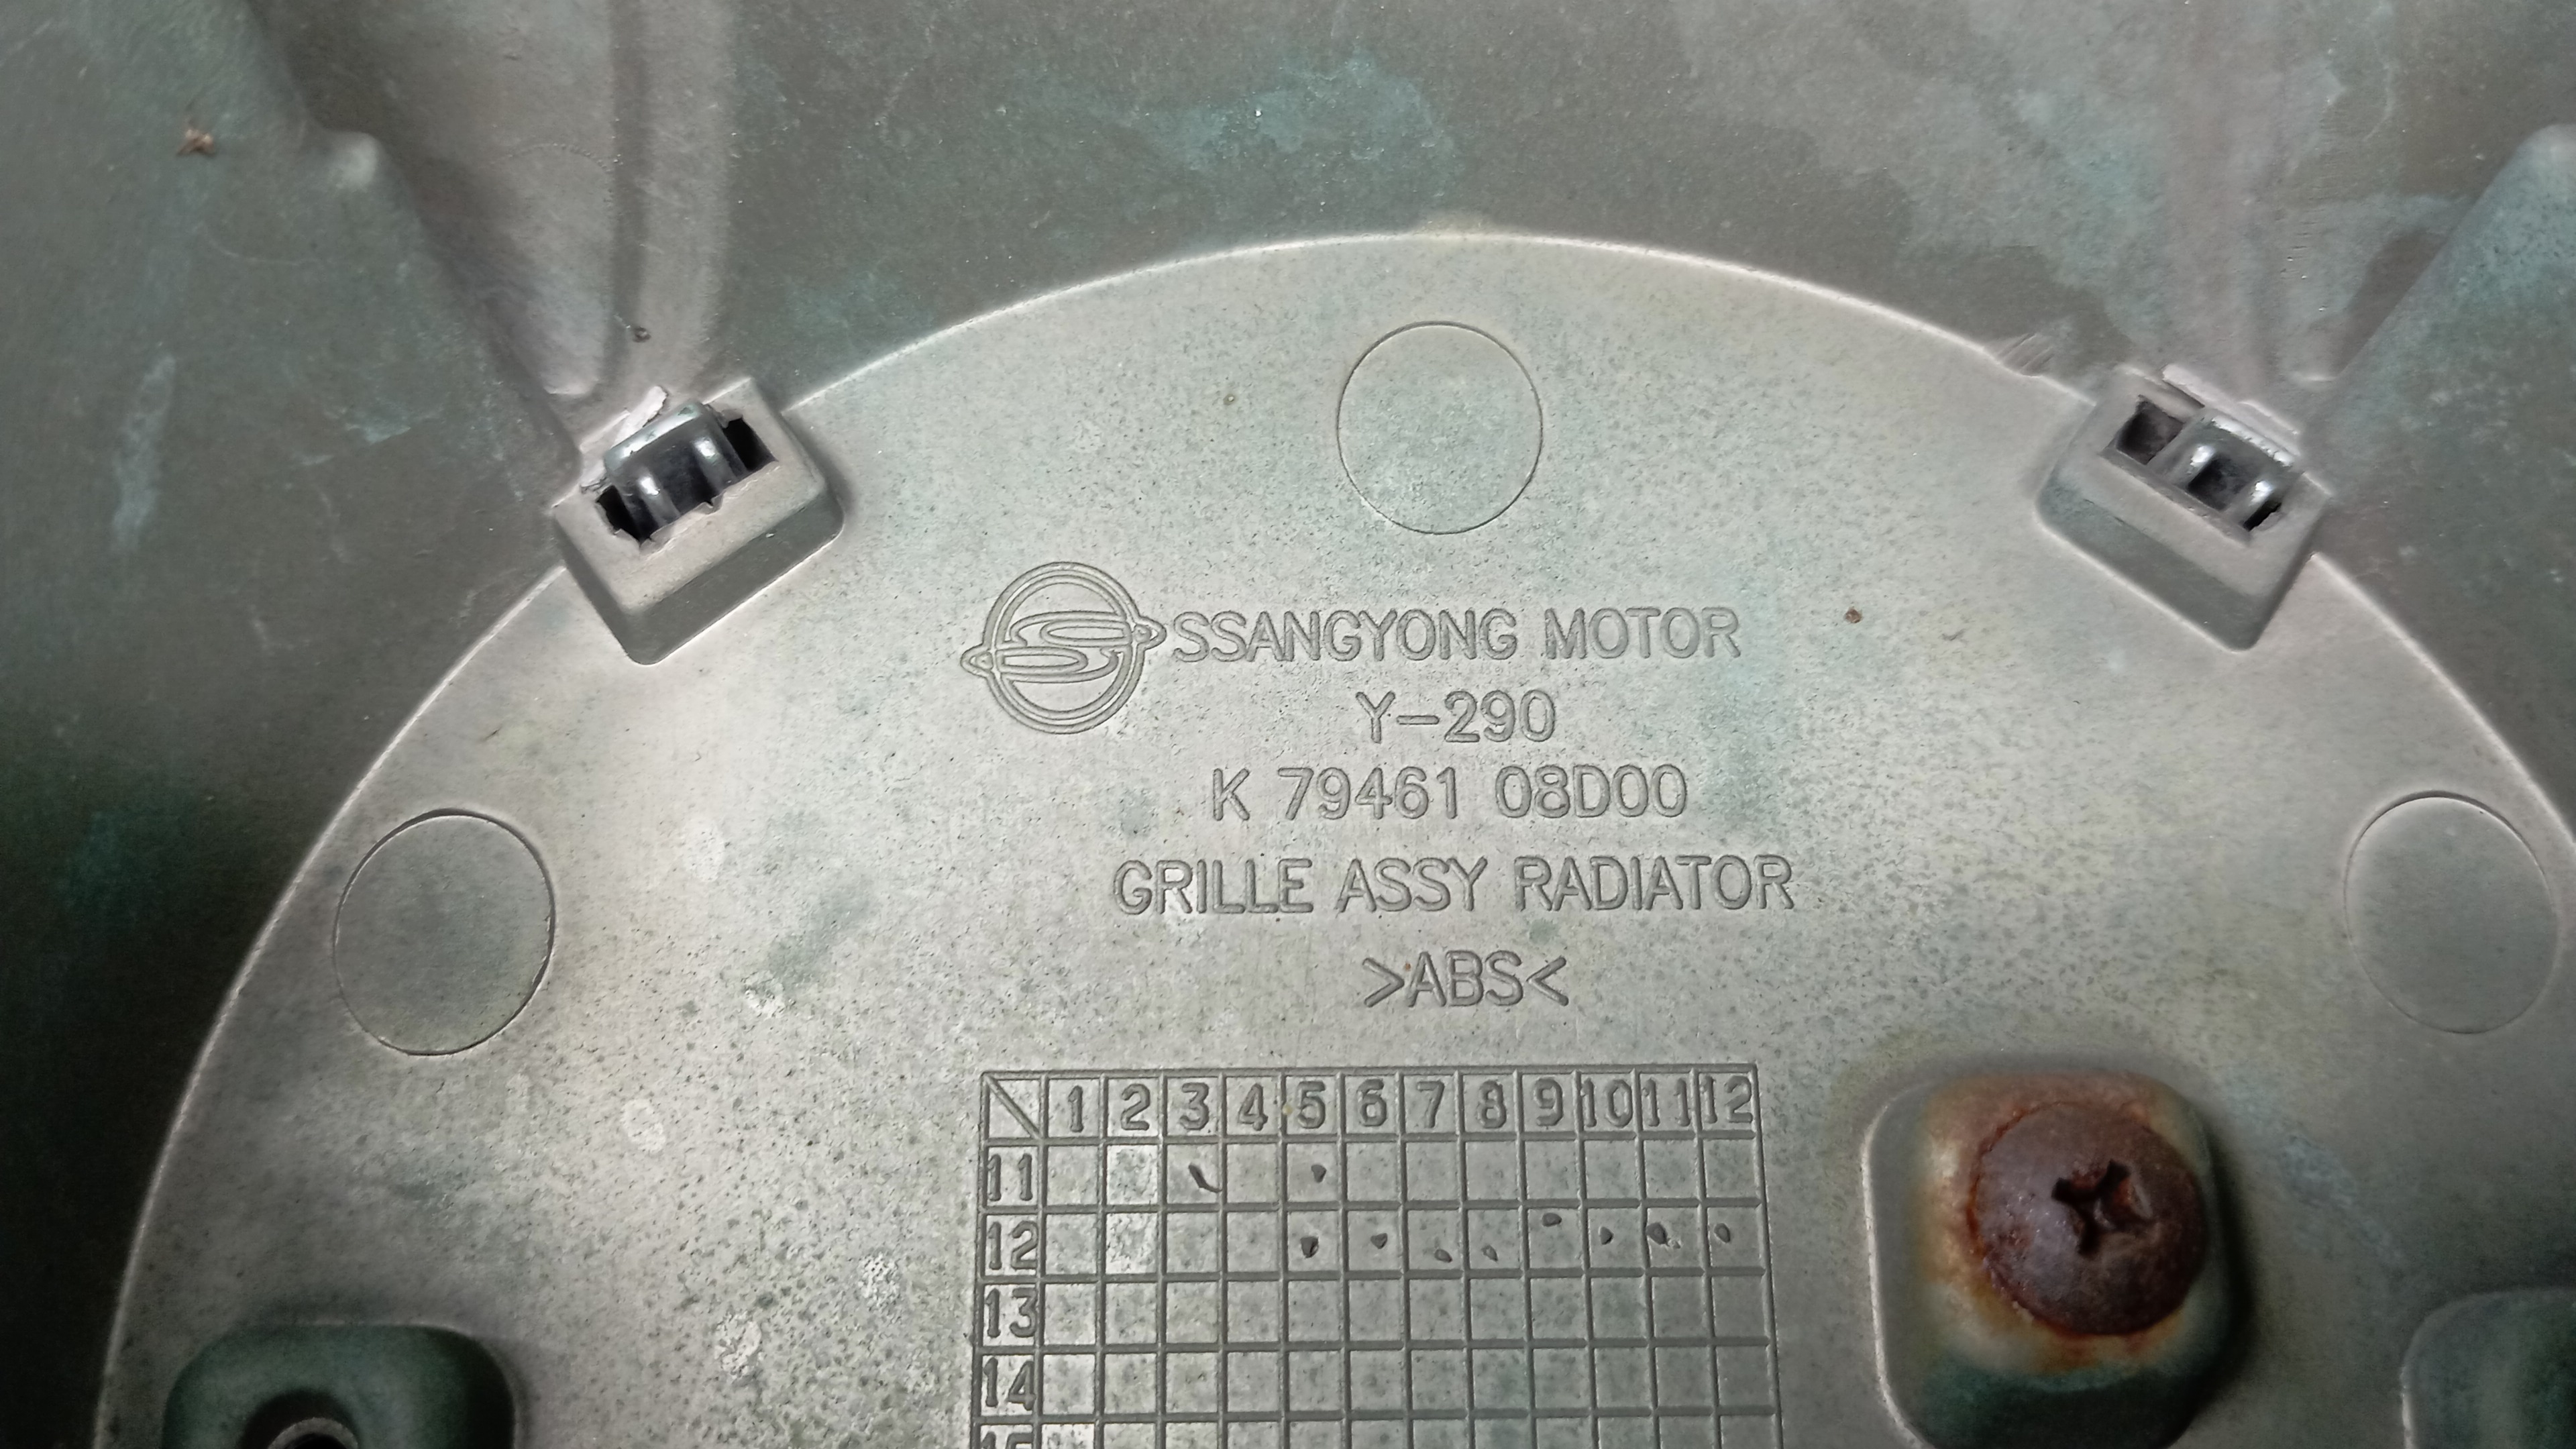 SSANGYONG MOTOR
Y-290
K 79461 08D00
GRILLE ASSY RADIATOR
>ABS<
1 2 3 4 5 6 7 8 9 10 11 12
11
12
13
14